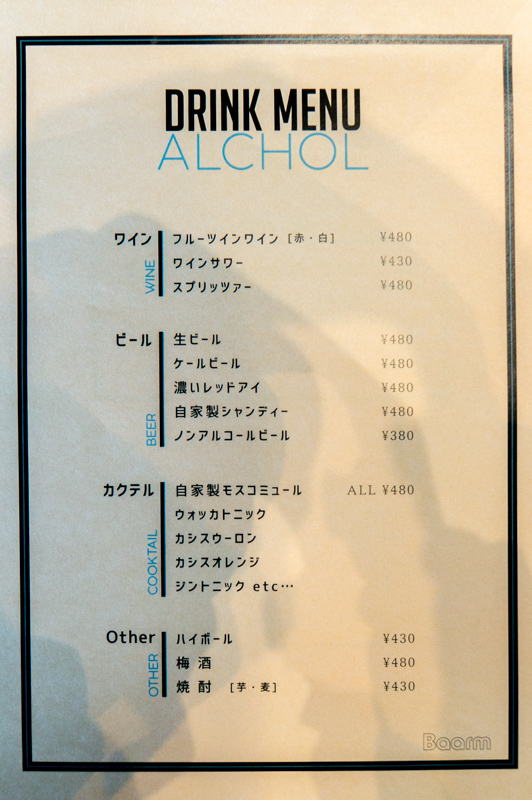 DRINK MENU
ALCHOL
ワイン
WINE
フルーツインワイン [赤・白] ¥480
ワインサワー ¥430
スプリッツァー ¥480
ビール
BEER
生ビール ¥480
ケールビール ¥480
濃いレッドアイ ¥480
自家製シャンディー ¥480
ノンアルコールビール ¥380
カクテル
COOKTAIL
自家製モスコミュール ALL ¥480
ウォッカトニック
カシスウーロン
カシスオレンジ
ジントニック etc…
Other
OTHER
ハイボール ¥430
梅 酒 ¥480
焼 酎 [芋・麦] ¥430
Baarm